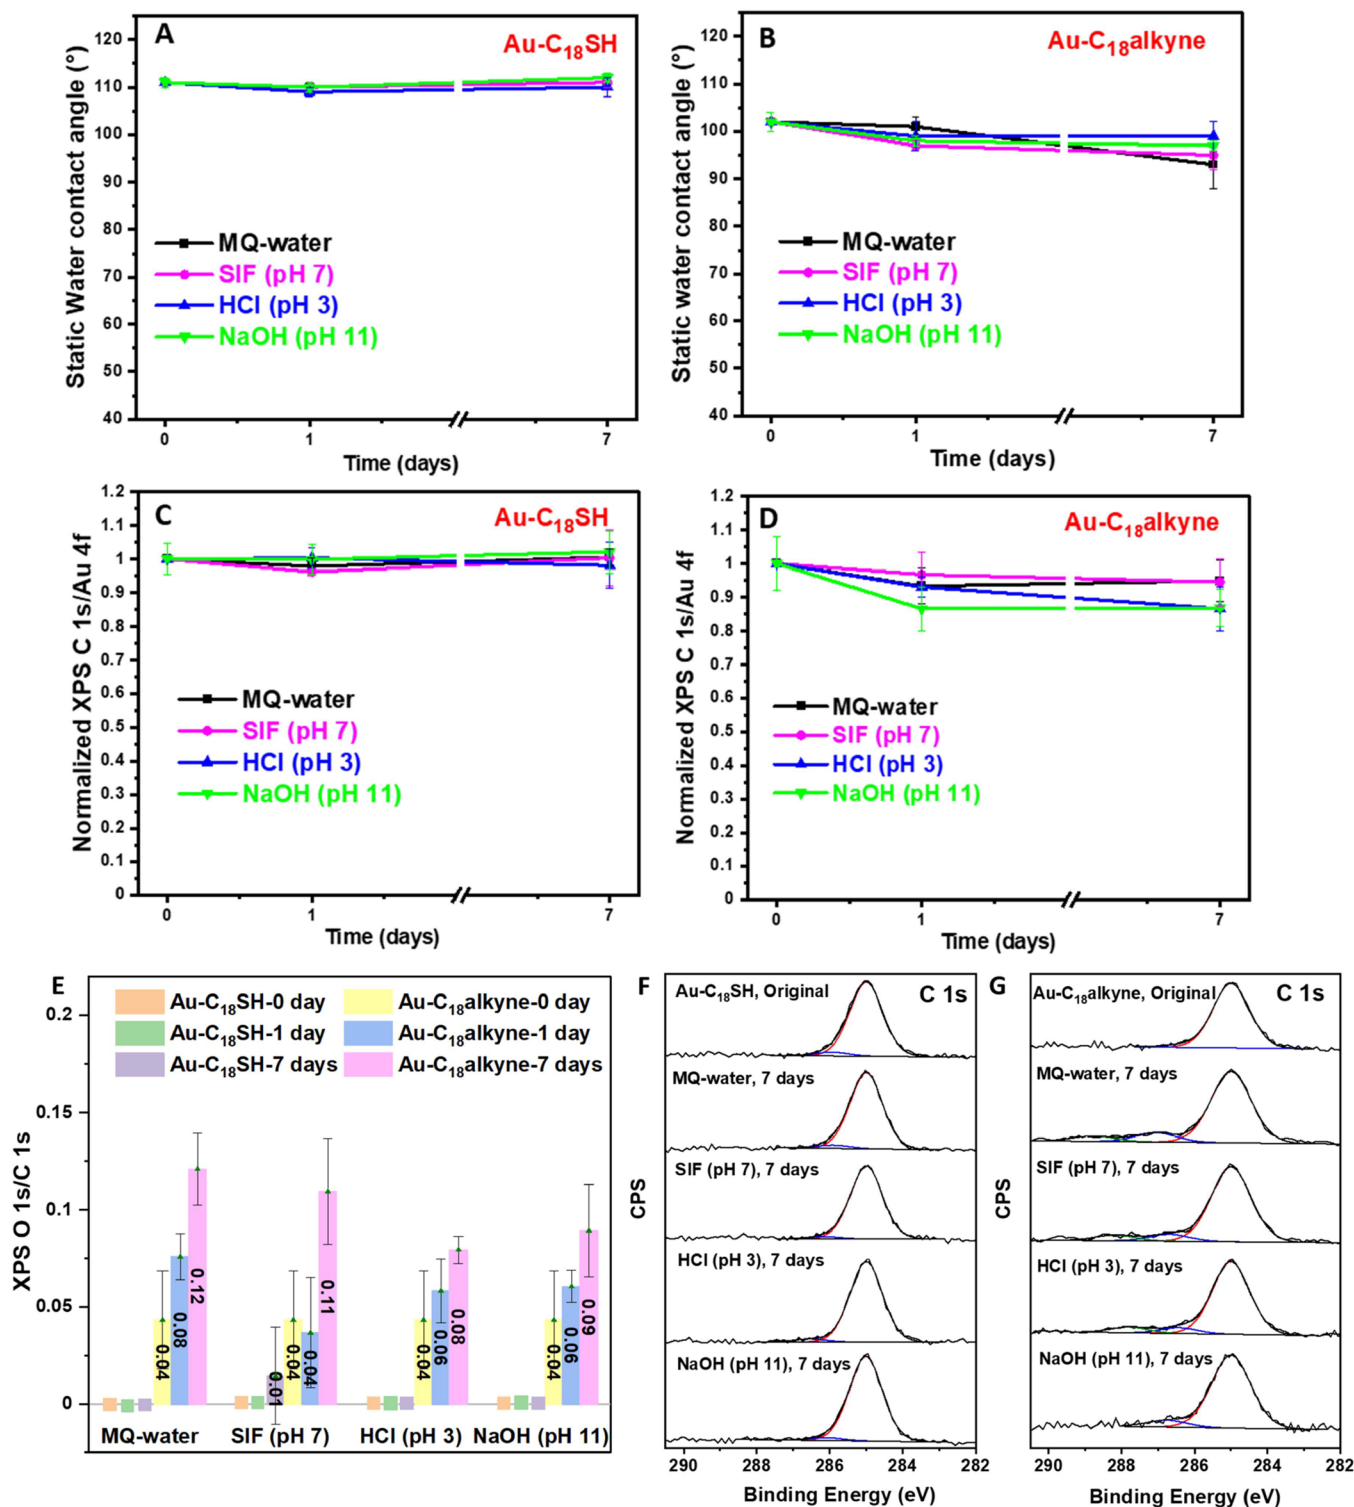 A
Au-C₁₈SH
Static Water contact angle (°)
120
110
100
90
80
70
60
50
40
MQ-water
SIF (pH 7)
HCl (pH 3)
NaOH (pH 11)
0
1
7
Time (days)
B
Au-C₁₈alkyne
Static water contact angle (°)
120
110
100
90
80
70
60
50
40
MQ-water
SIF (pH 7)
HCl (pH 3)
NaOH (pH 11)
0
1
7
Time (days)
C
Au-C₁₈SH
Normalized XPS C 1s/Au 4f
1.2
1.1
1
0.9
0.8
0.7
0.6
0.5
0.4
0.3
0.2
0.1
0
MQ-water
SIF (pH 7)
HCl (pH 3)
NaOH (pH 11)
0
1
7
Time (days)
D
Au-C₁₈alkyne
Normalized XPS C 1s/Au 4f
1.2
1.1
1
0.9
0.8
0.7
0.6
0.5
0.4
0.3
0.2
0.1
0
MQ-water
SIF (pH 7)
HCl (pH 3)
NaOH (pH 11)
0
1
7
Time (days)
E
Au-C₁₈SH-0 day
Au-C₁₈alkyne-0 day
Au-C₁₈SH-1 day
Au-C₁₈alkyne-1 day
Au-C₁₈SH-7 days
Au-C₁₈alkyne-7 days
XPS O 1s/C 1s
0.2
0.15
0.1
0.05
0
0.04
0.08
0.12
0.01
0.04
0.04
0.11
0.04
0.06
0.08
0.04
0.06
0.09
MQ-water
SIF (pH 7)
HCl (pH 3)
NaOH (pH 11)
F
C 1s
Au-C₁₈SH, Original
MQ-water, 7 days
SIF (pH 7), 7 days
HCl (pH 3), 7 days
NaOH (pH 11), 7 days
CPS
290
288
286
284
282
Binding Energy (eV)
G
C 1s
Au-C₁₈alkyne, Original
MQ-water, 7 days
SIF (pH 7), 7 days
HCl (pH 3), 7 days
NaOH (pH 11), 7 days
CPS
290
288
286
284
282
Binding Energy (eV)